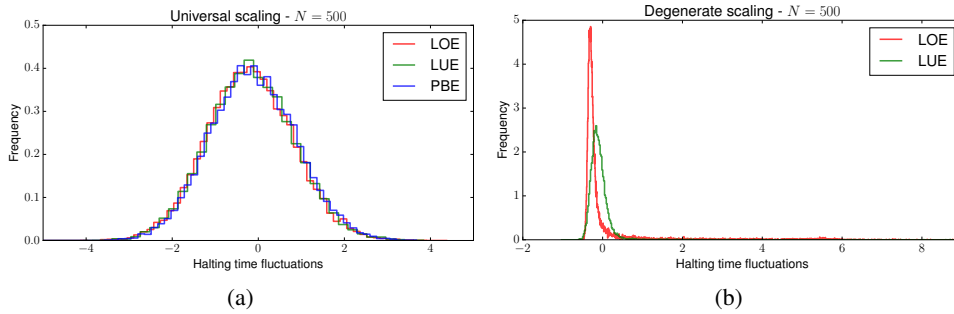 Universal scaling - N = 500
0.5
0.4
0.3
0.2
0.1
0.0
Frequency
LOE
LUE
PBE
−4
−2
0
2
4
Halting time fluctuations
(a)
Degenerate scaling - N = 500
5
4
3
2
1
0
Frequency
LOE
LUE
−2
0
2
4
6
8
Halting time fluctuations
(b)